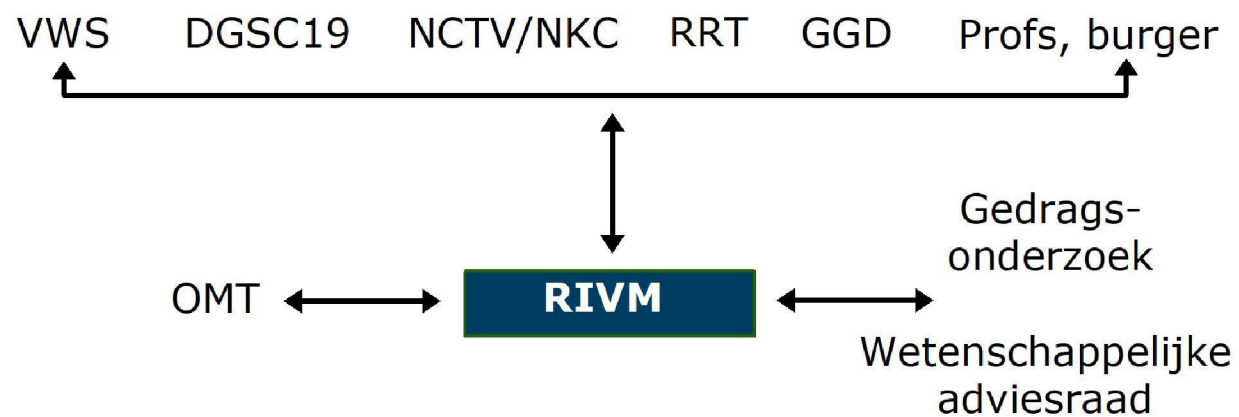 VWS DGSC19 NCTV/NKC RRT GGD Profs, burger
Gedrags-
onderzoek
OMT RIVM
Wetenschappelijke
adviesraad